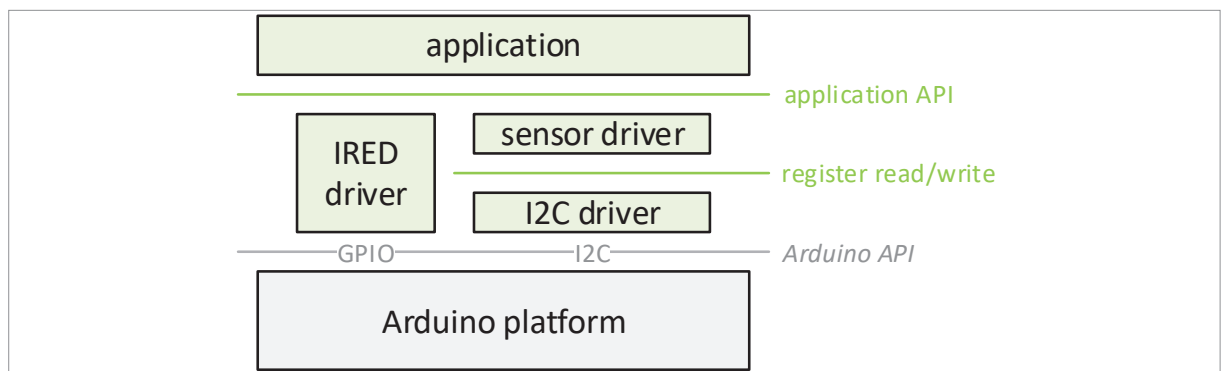 application
application API
IRED
driver
sensor driver
register read/write
I2C driver
GPIO
I2C
Arduino API
Arduino platform